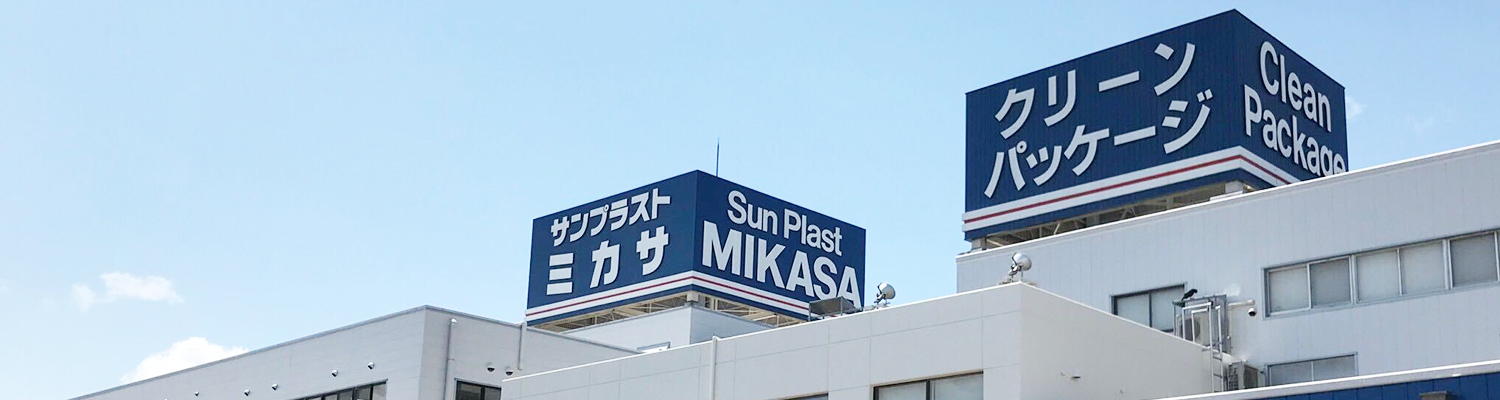 サンプラスト
ミカサ
Sun Plast
MIKASA
クリーン
パッケージ
Clean
Package